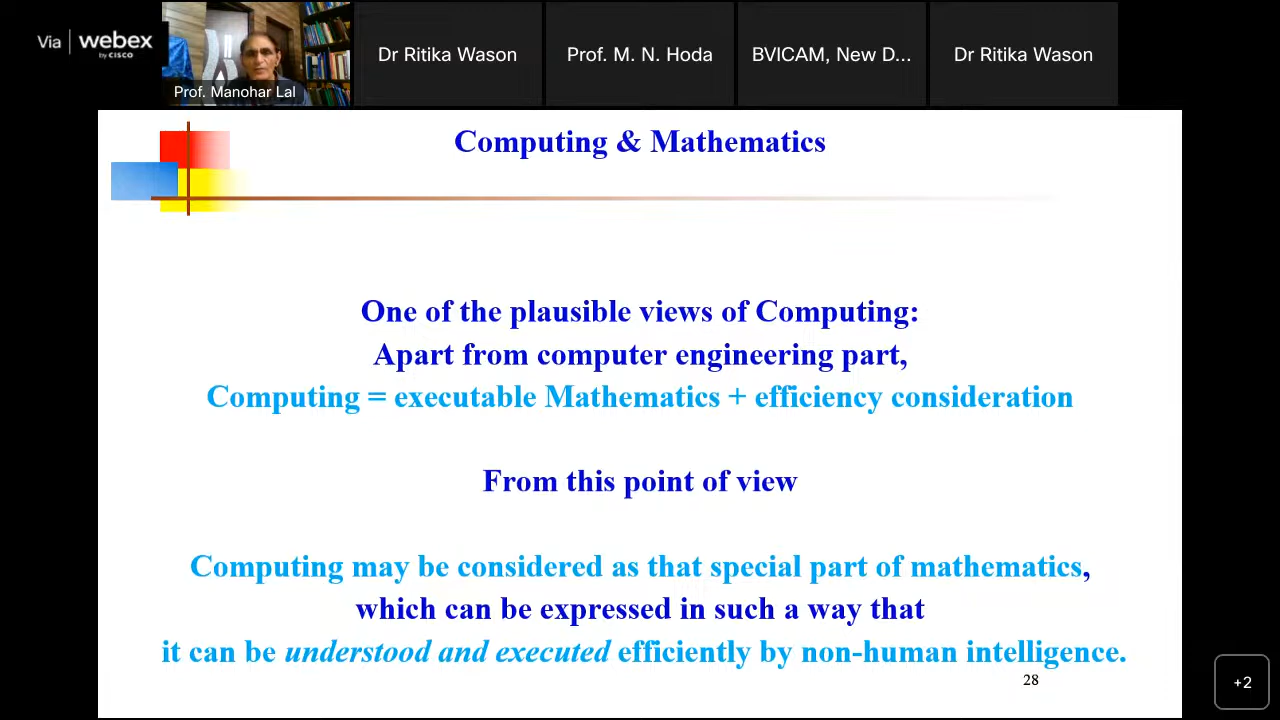 Via | webex
by CISCO
Prof. Manohar Lal
Dr Ritika Wason
Prof. M. N. Hoda
BVICAM, New D...
Dr Ritika Wason
Computing & Mathematics
One of the plausible views of Computing:
Apart from computer engineering part,
Computing = executable Mathematics + efficiency consideration
From this point of view
Computing may be considered as that special part of mathematics,
which can be expressed in such a way that
it can be understood and executed efficiently by non-human intelligence.
28
+2